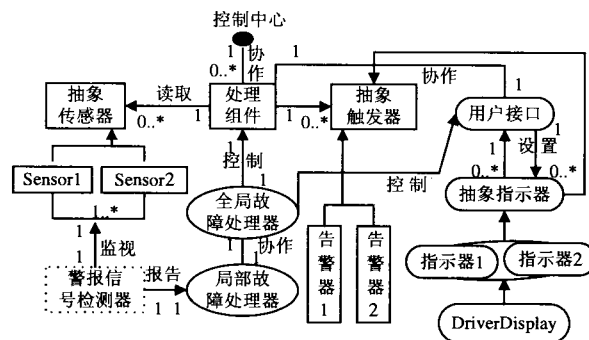 控制中心
1
协
作
0..*
1
协作
1
抽象
传感器
读取
0..*
1
处理
组件
1
0..*
抽象
触发器
用户接口
1
控制
1
1
设置
1
0..*
0..*
Sensor1
Sensor2
1..*
全局故
障处理器
控制
抽象指示器
1
监视
1
1
协作
1
警报信
号检测器
报告
1
1
局部故
障处理器
告
警
器
1
告
警
器
2
指示器1
指示器2
DriverDisplay